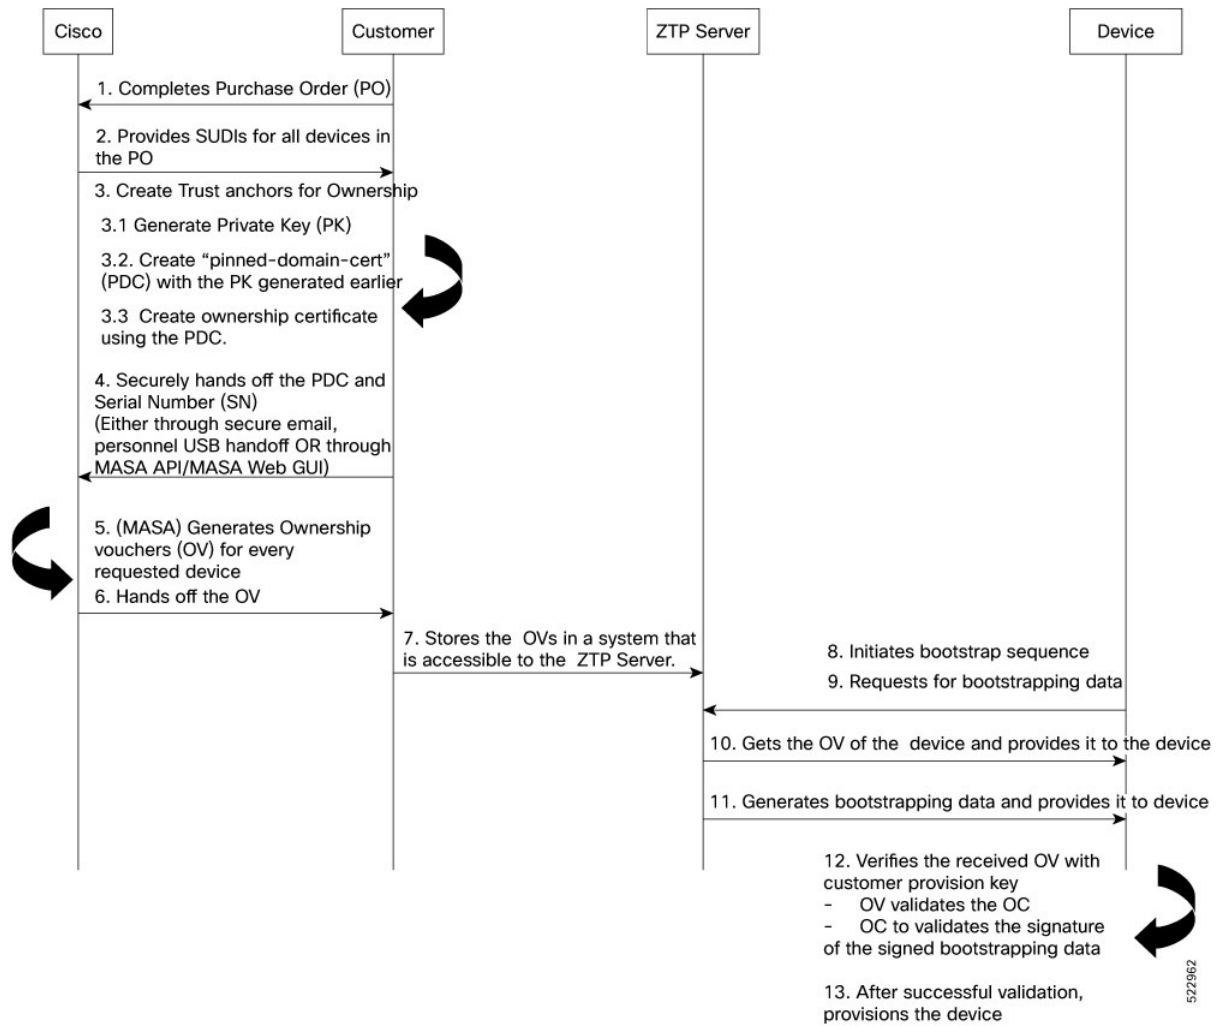 Cisco
Customer
ZTP Server
Device
1. Completes Purchase Order (PO)
2. Provides SUDIs for all devices in
the PO
3. Create Trust anchors for Ownership
3.1 Generate Private Key (PK)
3.2. Create “pinned-domain-cert”
(PDC) with the PK generated earlier
3.3 Create ownership certificate
using the PDC.
4. Securely hands off the PDC and
Serial Number (SN)
(Either through secure email,
personnel USB handoff OR through
MASA API/MASA Web GUI)
5. (MASA) Generates Ownership
vouchers (OV) for every
requested device
6. Hands off the OV
7. Stores the OVs in a system that
is accessible to the ZTP Server.
8. Initiates bootstrap sequence
9. Requests for bootstrapping data
10. Gets the OV of the device and provides it to the device
11. Generates bootstrapping data and provides it to device
12. Verifies the received OV with
customer provision key
- OV validates the OC
- OC to validates the signature
of the signed bootstrapping data
13. After successful validation,
provisions the device
522962